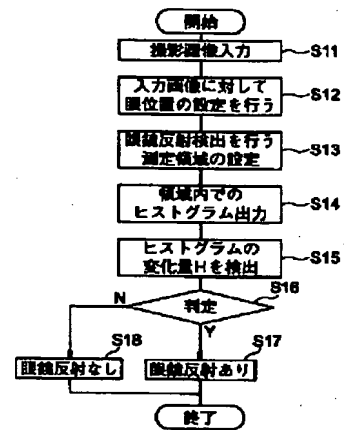 開始
撮影画像入力
S11
入力画像に対して
眼位置の設定を行う
S12
眼鏡反射検出を行う
測定領域の設定
S13
領域内での
ヒストグラム出力
S14
ヒストグラムの
変化量Hを検出
S15
判定
S16
N
Y
S18
眼鏡反射なし
S17
眼鏡反射あり
終了